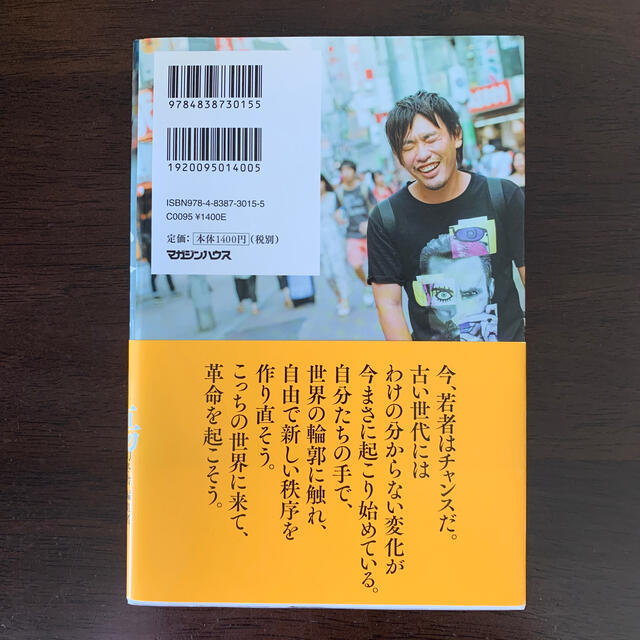 9784838730155
1920095014005
ISBN978-4-8387-3015-5
C0095 ¥1400E
定価:本体1400円(税別)
マガジンハウス
今、若者はチャンスだ。
古い世代には
わけの分からない変化が
今まさに起こり始めている。
自分たちの手で、
世界の輪郭に触れ、
自由で新しい秩序を
作り直そう。
こっちの世界に来て、
革命を起こそう。